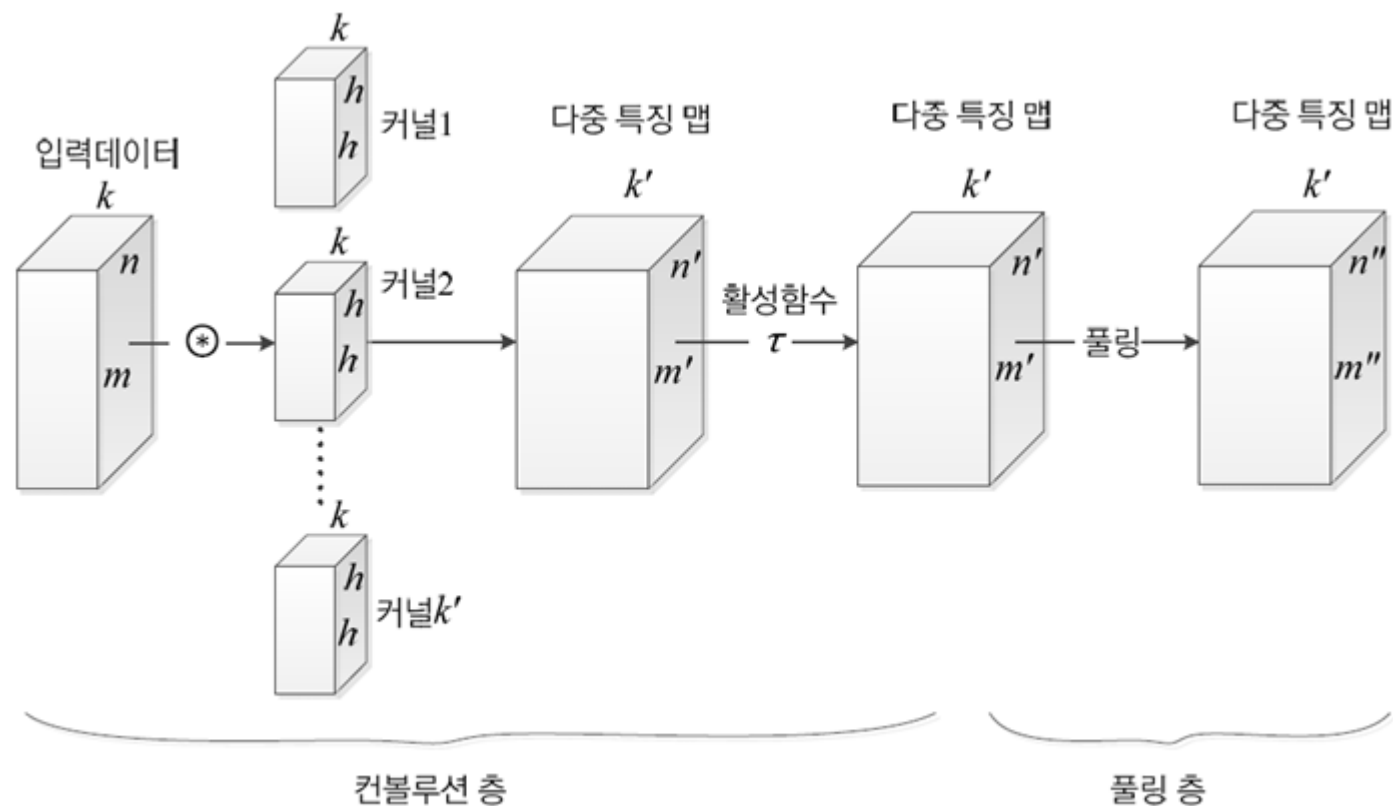 입력데이터
k
n
m
⊛
k
h
h
커널1
k
h
h
커널2
k
h
h
커널k′
다중 특징 맵
k′
n′
m′
활성함수
τ
다중 특징 맵
k′
n′
m′
풀링
다중 특징 맵
k′
n″
m″
컨볼루션 층
풀링 층